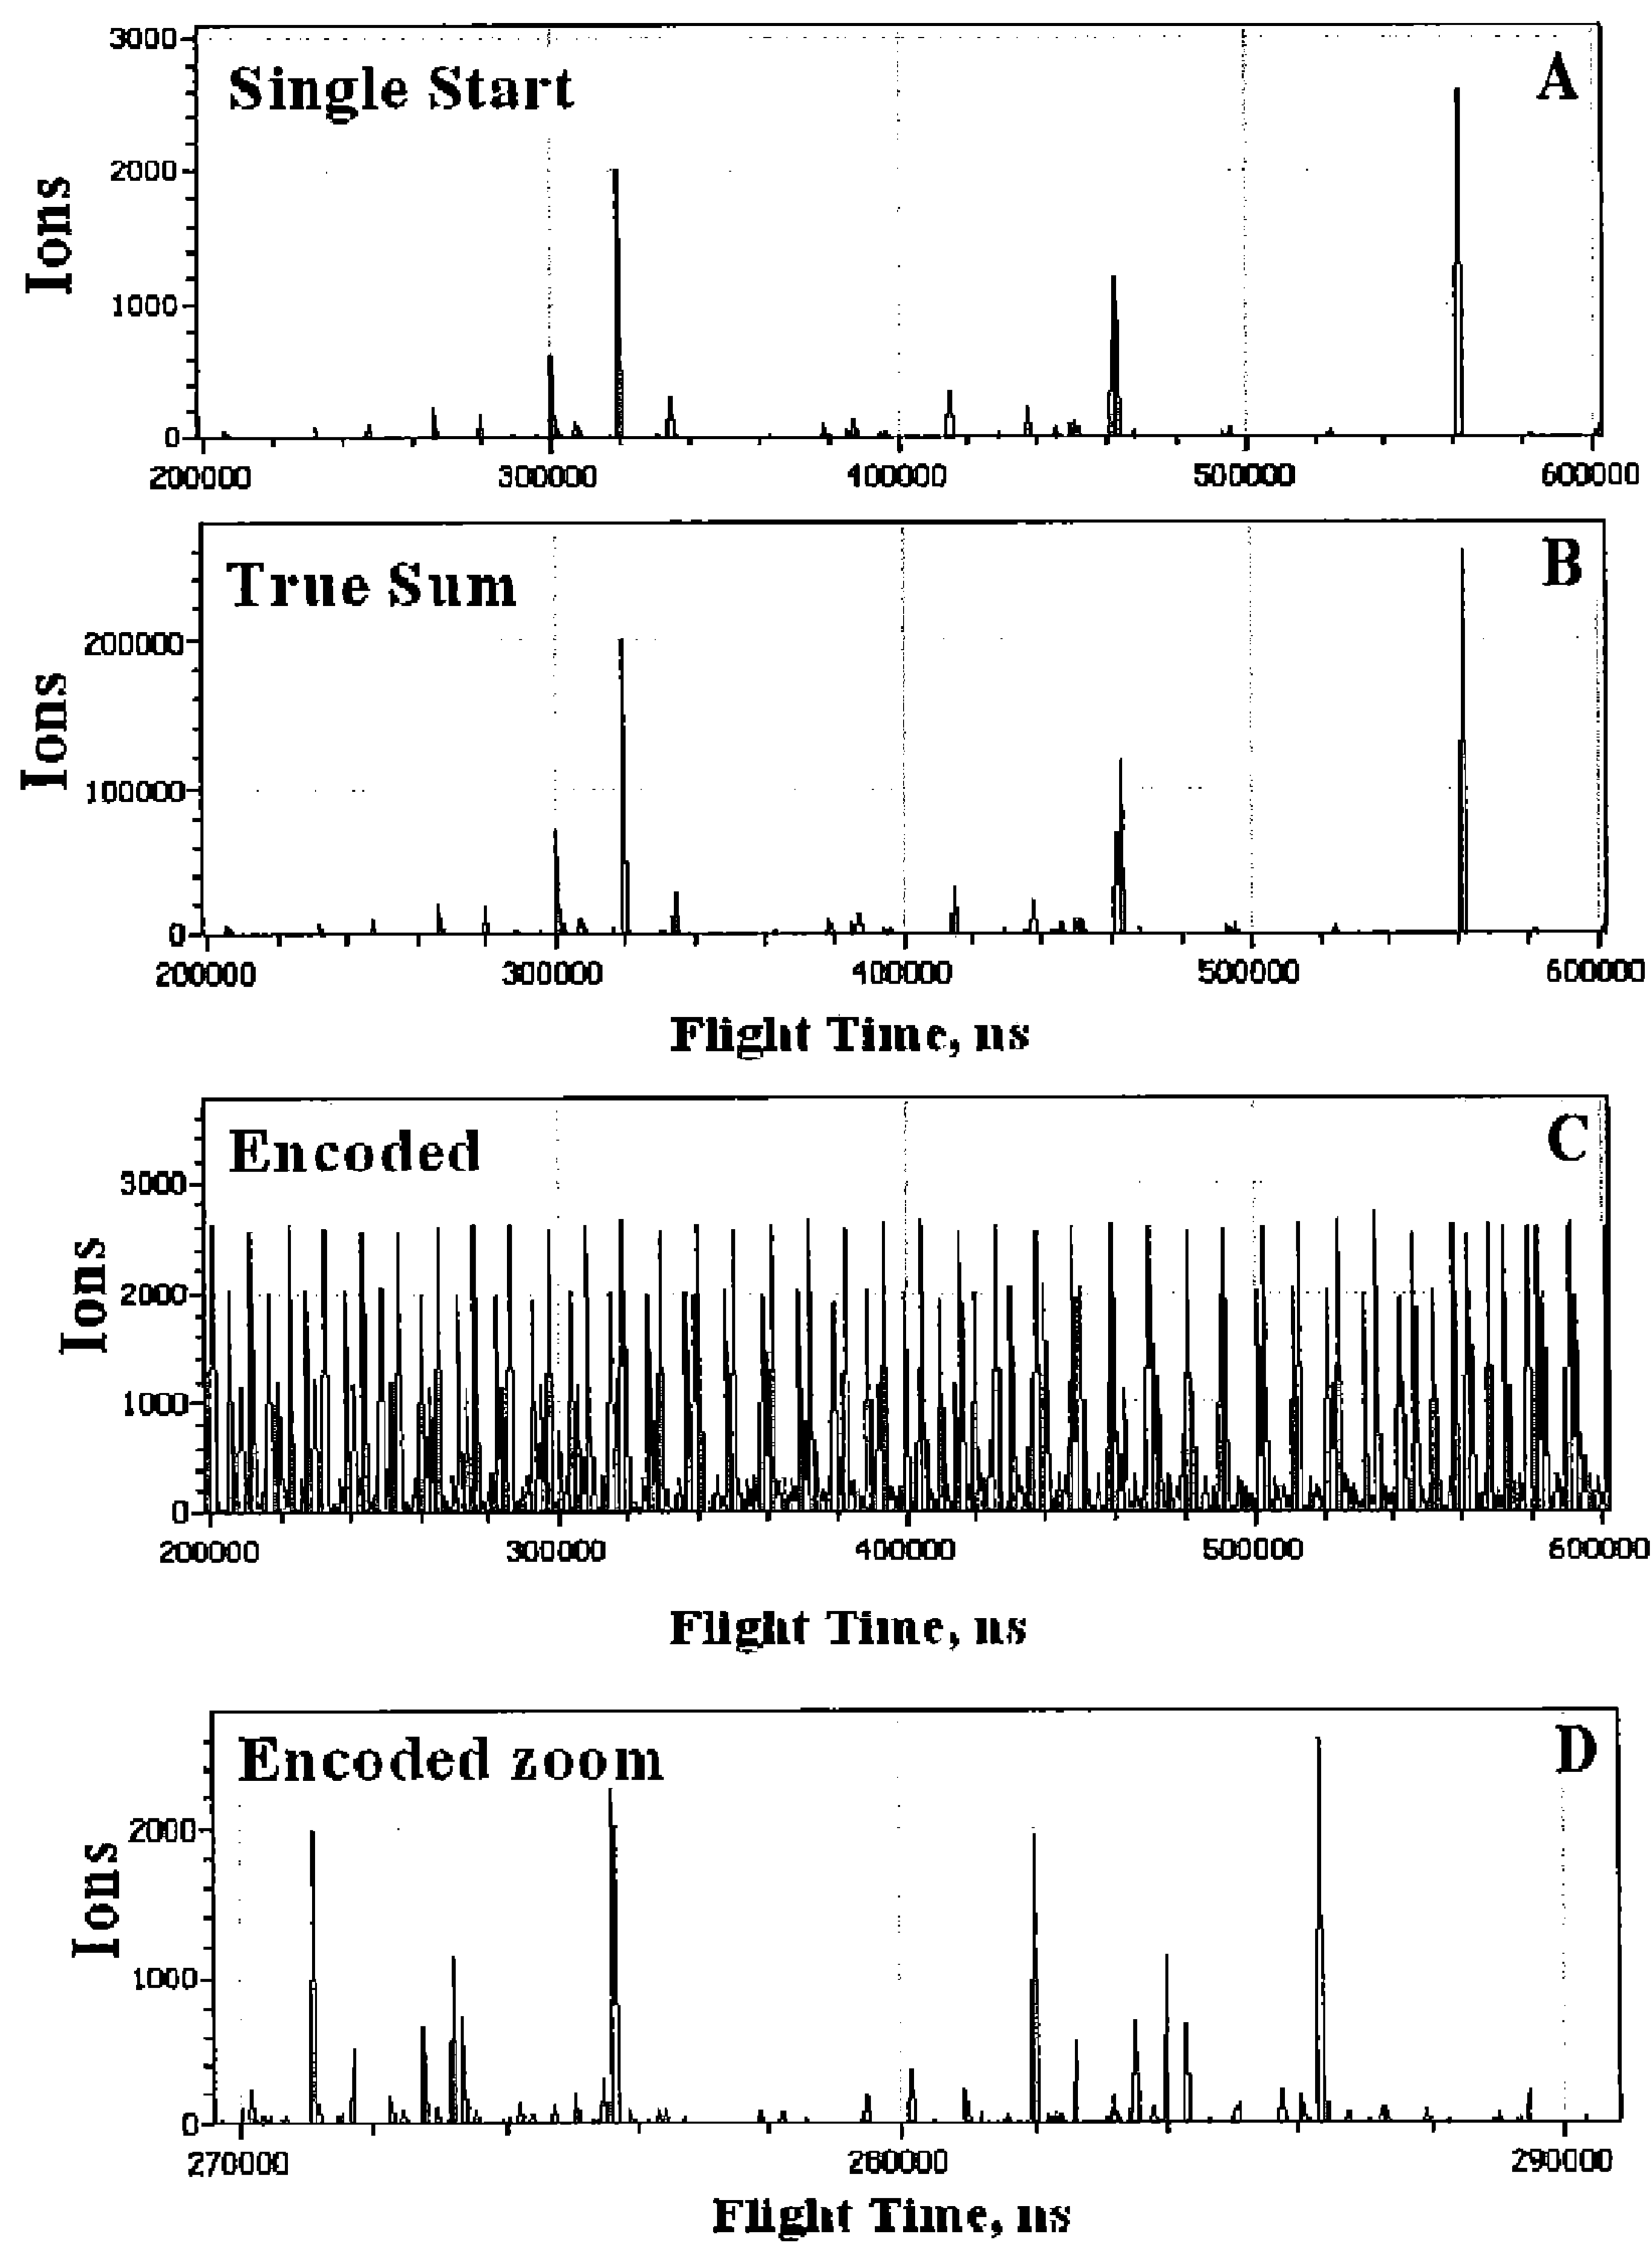 3000
Single Start
A
2000
Ions
1000
0
200000 300000 400000 500000 600000
B
True Sum
200000
Ions
100000
0
200000 300000 400000 500000 600000
Flight Time, ns
Encoded
C
3000
Ions
2000
1000
0
200000 300000 400000 500000 600000
Flight Time, ns
Encoded zoom
D
2000
Ions
1000
0
270000 280000 290000
Flight Time, ns